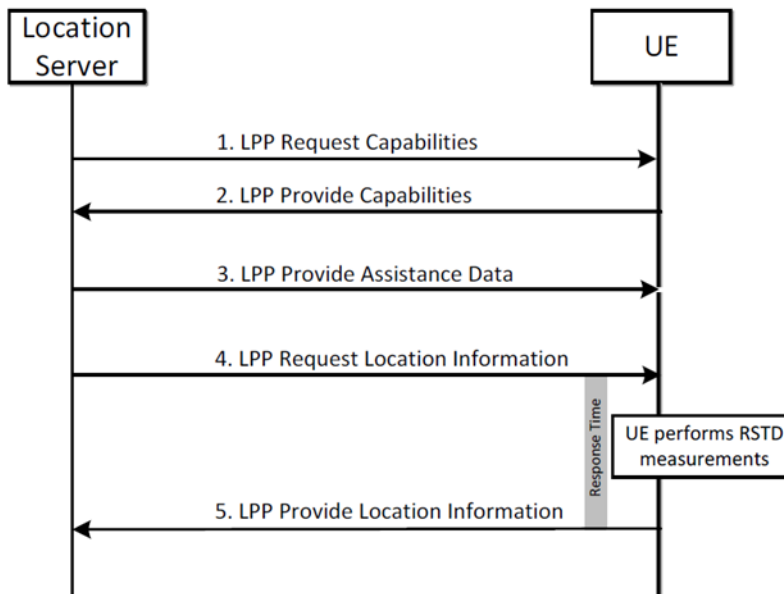 Location
Server
UE
1. LPP Request Capabilities
2. LPP Provide Capabilities
3. LPP Provide Assistance Data
4. LPP Request Location Information
Response Time
UE performs RSTD
measurements
5. LPP Provide Location Information